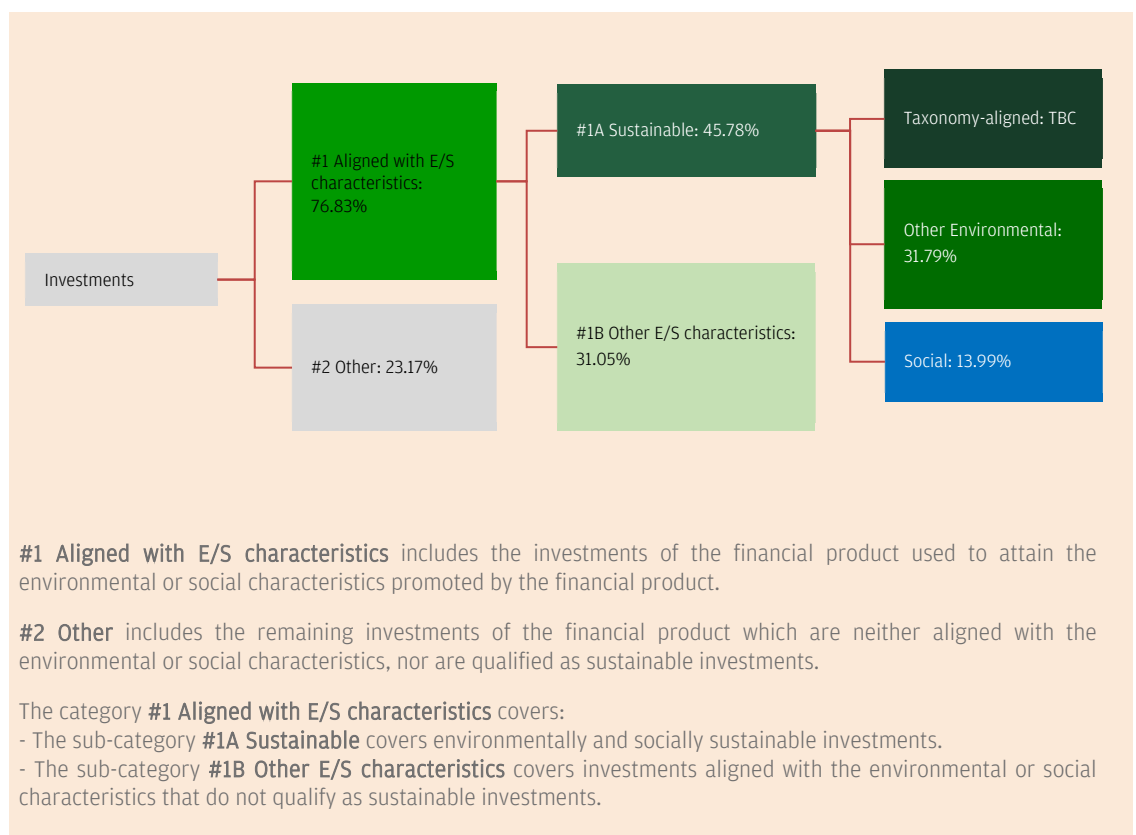 Investments
#1 Aligned with E/S
characteristics:
76.83%
#2 Other: 23.17%
#1A Sustainable: 45.78%
#1B Other E/S characteristics:
31.05%
Taxonomy-aligned: TBC
Other Environmental:
31.79%
Social: 13.99%
#1 Aligned with E/S characteristics includes the investments of the financial product used to attain the
environmental or social characteristics promoted by the financial product.
#2 Other includes the remaining investments of the financial product which are neither aligned with the
environmental or social characteristics, nor are qualified as sustainable investments.
The category #1 Aligned with E/S characteristics covers:
- The sub-category #1A Sustainable covers environmentally and socially sustainable investments.
- The sub-category #1B Other E/S characteristics covers investments aligned with the environmental or social
characteristics that do not qualify as sustainable investments.